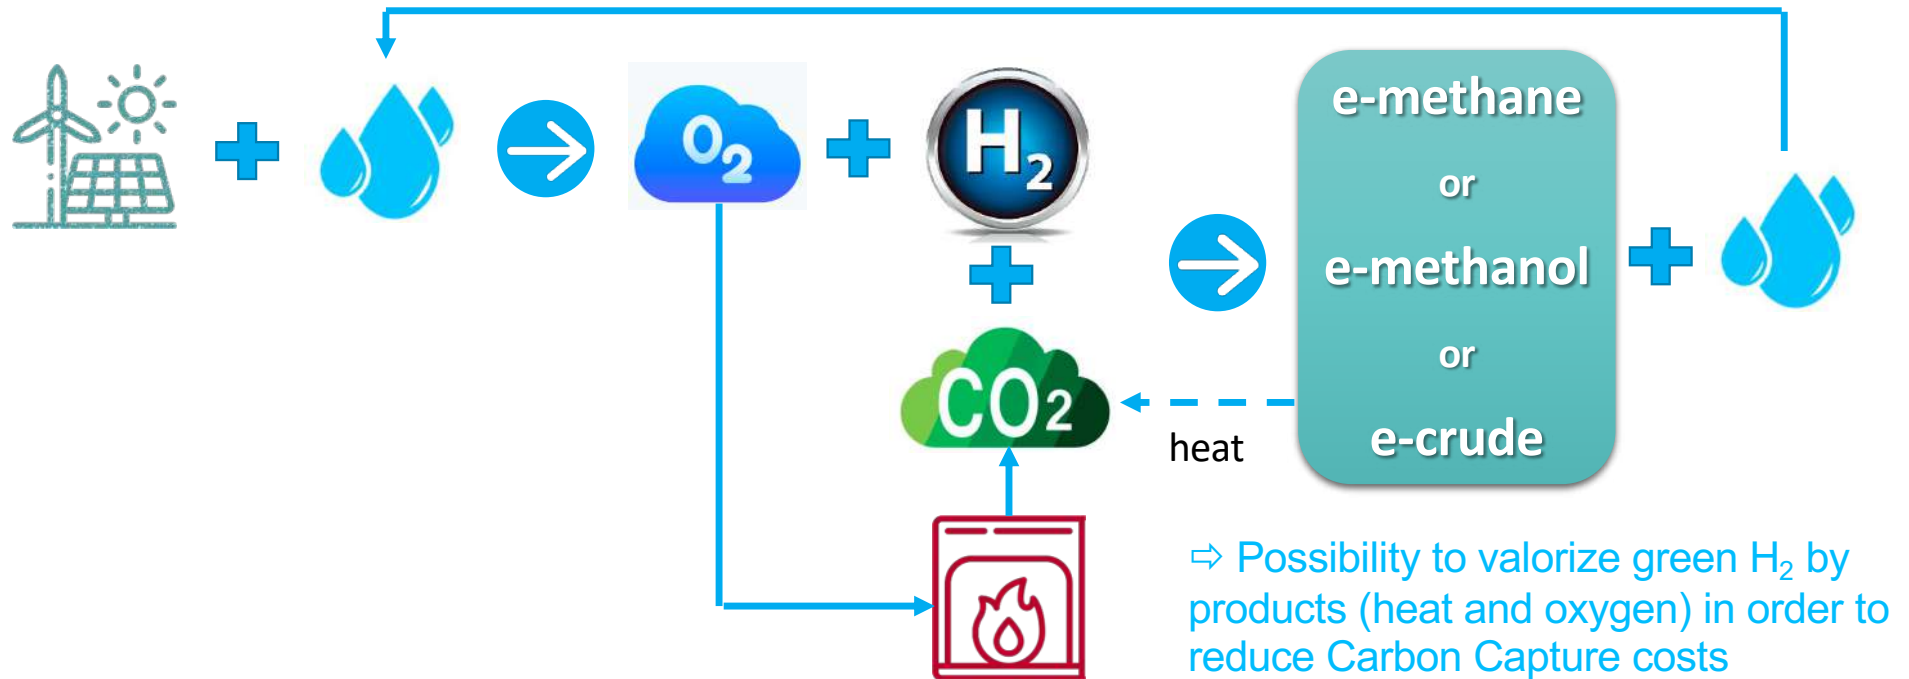 O₂
H₂
CO₂
e-methane
or
e-methanol
or
e-crude
heat
⇨ Possibility to valorize green H₂ by
products (heat and oxygen) in order to
reduce Carbon Capture costs